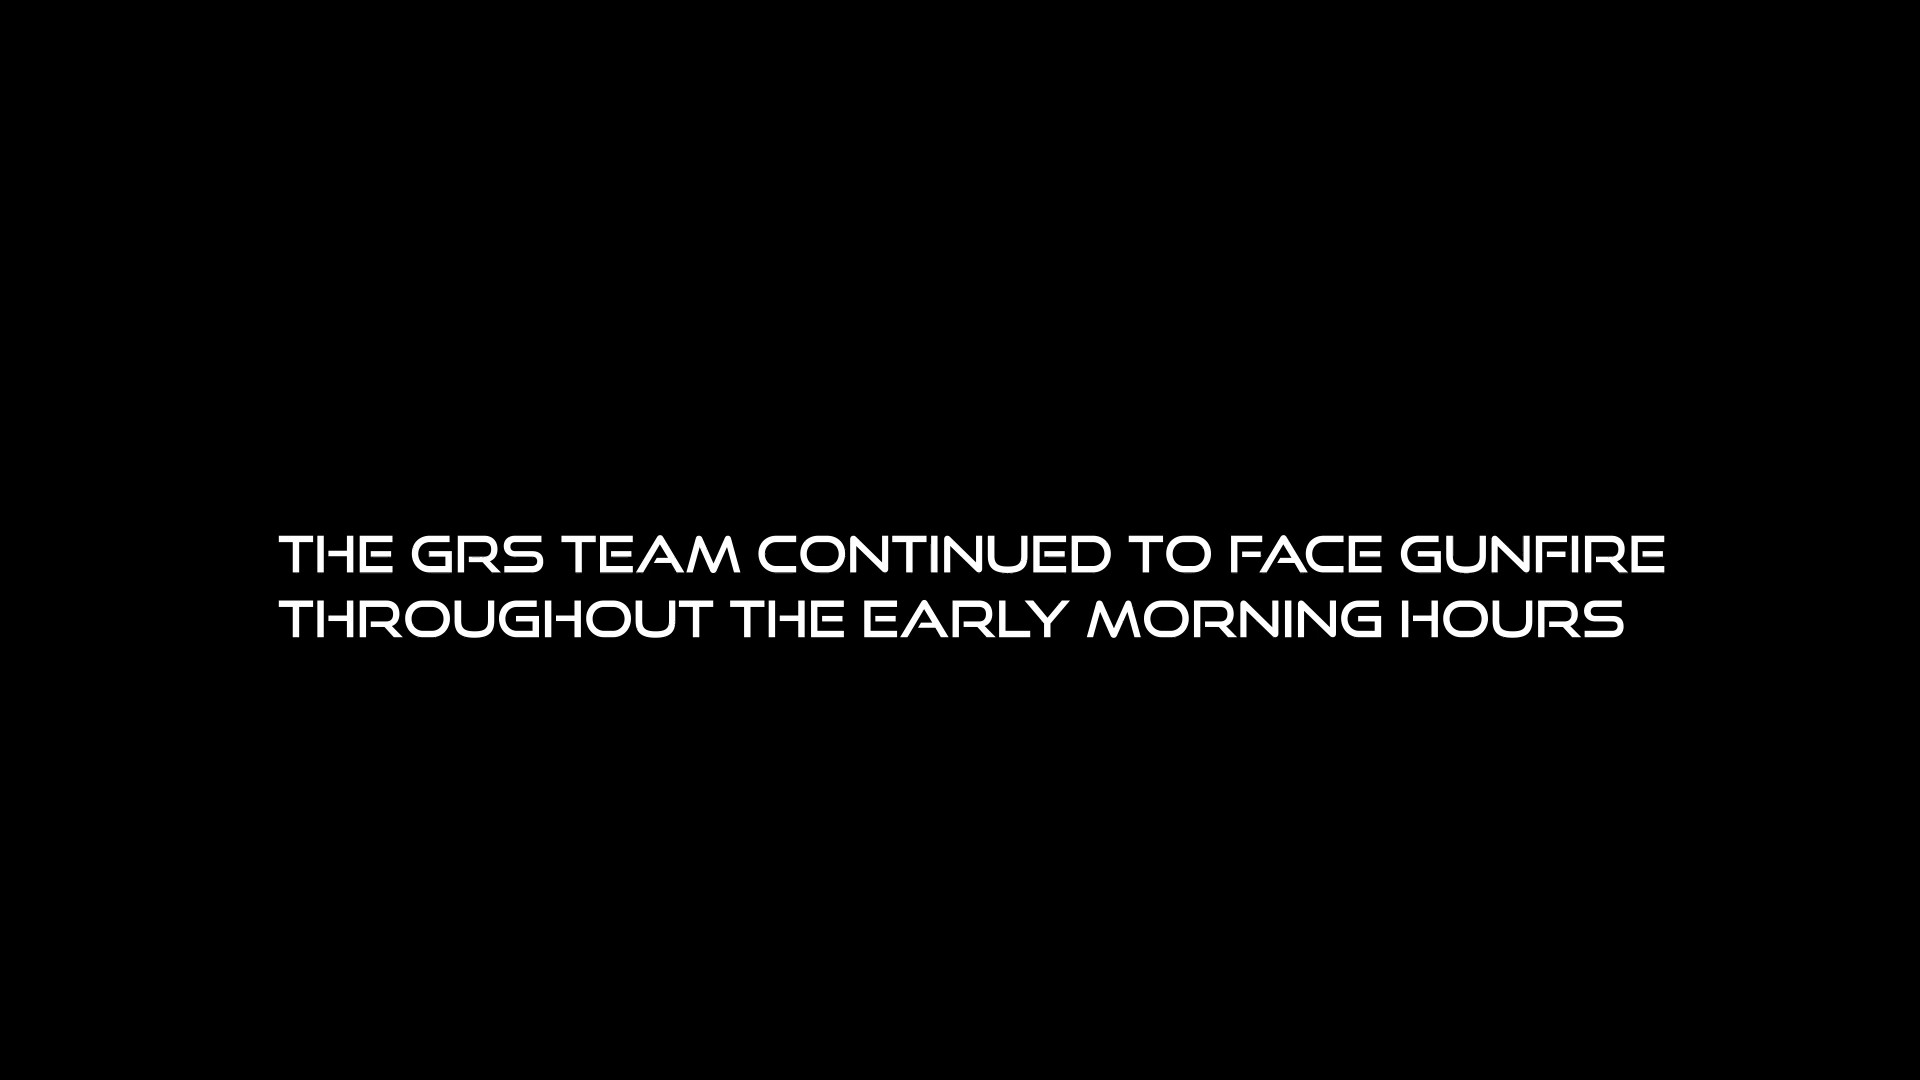 THE GRS TEAM CONTINUED TO FACE GUNFIRE
THROUGHOUT THE EARLY MORNING HOURS